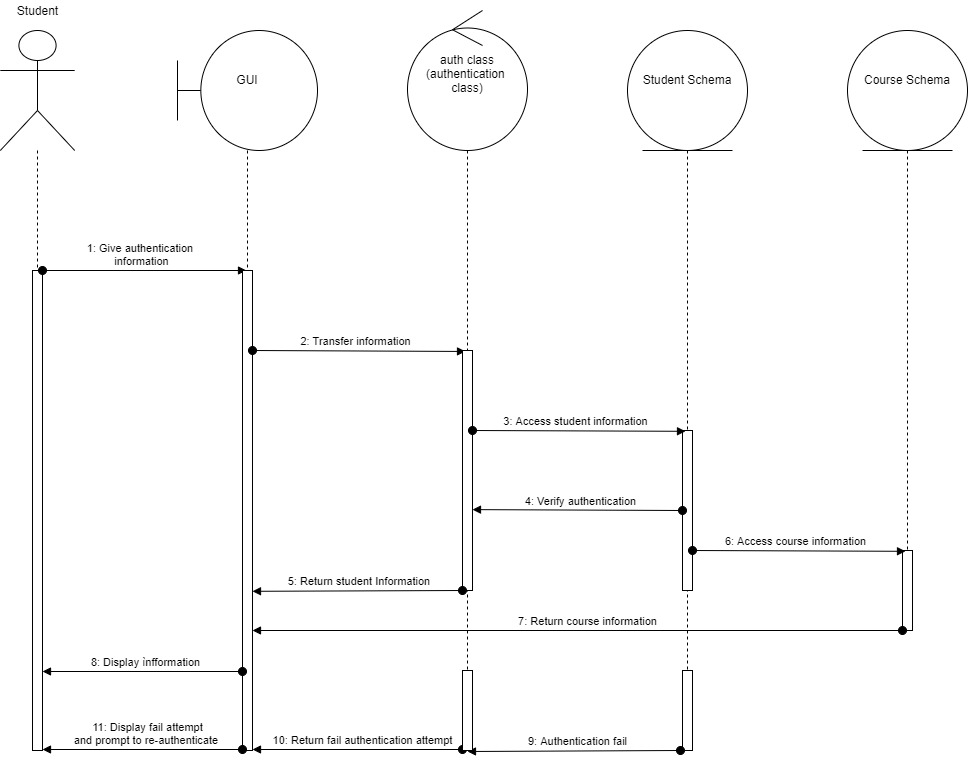 Student
GUI
auth class
(authentication
class)
Student Schema
Course Schema
1: Give authentication
information
2: Transfer information
3: Access student information
4: Verify authentication
6: Access course information
5: Return student Information
7: Return course information
8: Display infformation
11: Display fail attempt
and prompt to re-authenticate
10: Return fail authentication attempt
9: Authentication fail